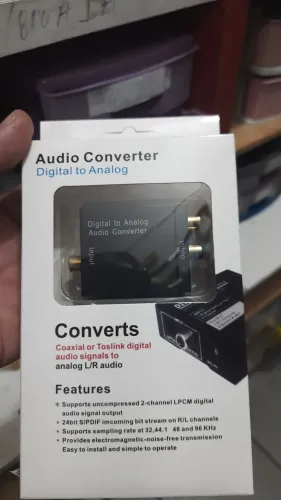 Audio Converter
Digital to Analog
Digital to Analog
Audio Converter
Input
Converts
Coaxial or Toslink digital
audio signals to
analog L/R audio
Features
Supports uncompressed 2-channel LPCM digital
audio signal output
24bit S/PDIF imcoming bit stream on R/L channels
Supports sampling rate at 32,44.1 48 and 96 KHz
Provides electromagnetic-noise-free transmission
Easy to install and simple to operate